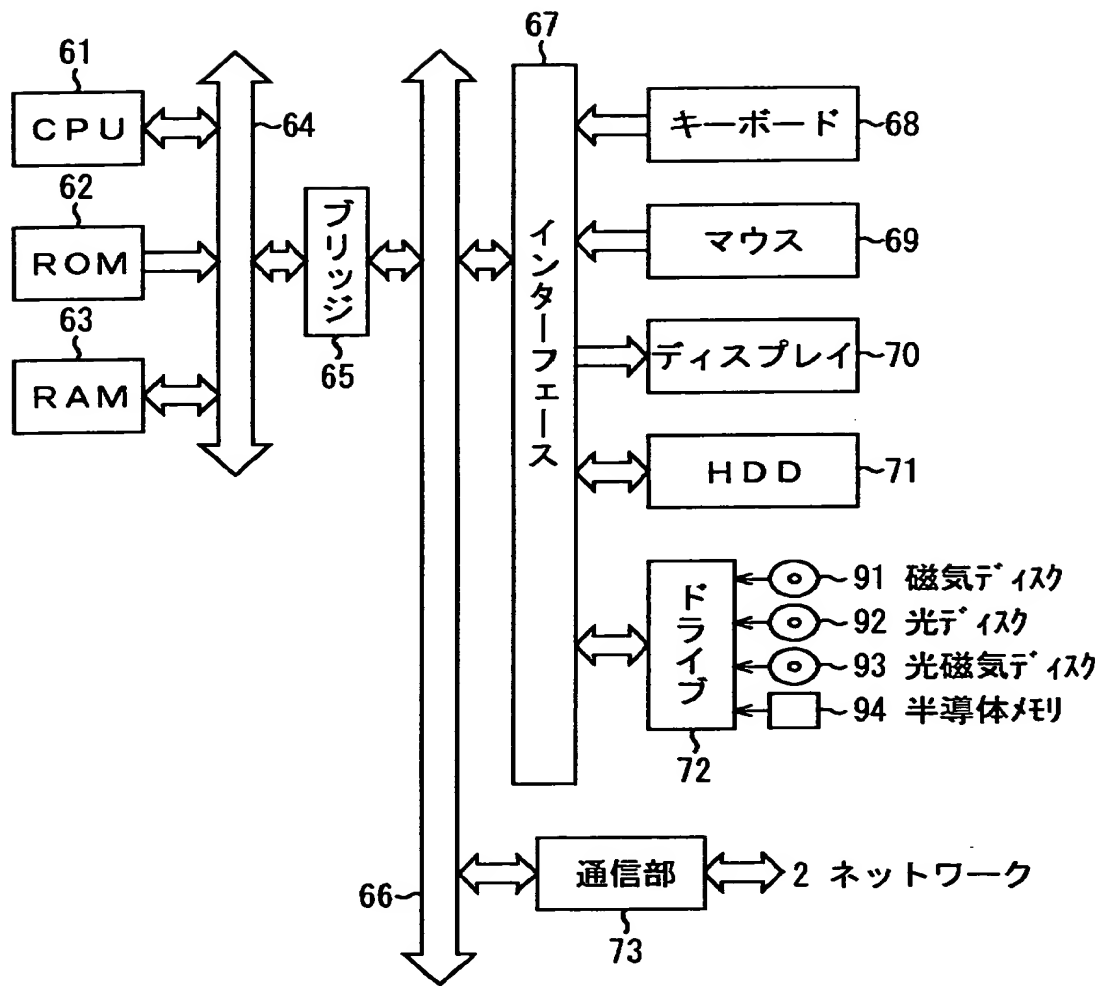 61
CPU
62
ROM
63
RAM
64
ブリッジ
65
66
67
インターフェース
キーボード 68
マウス 69
ディスプレイ 70
HDD 71
ドライブ
72
91 磁気ディスク
92 光ディスク
93 光磁気ディスク
94 半導体メモリ
通信部
73
2 ネットワーク